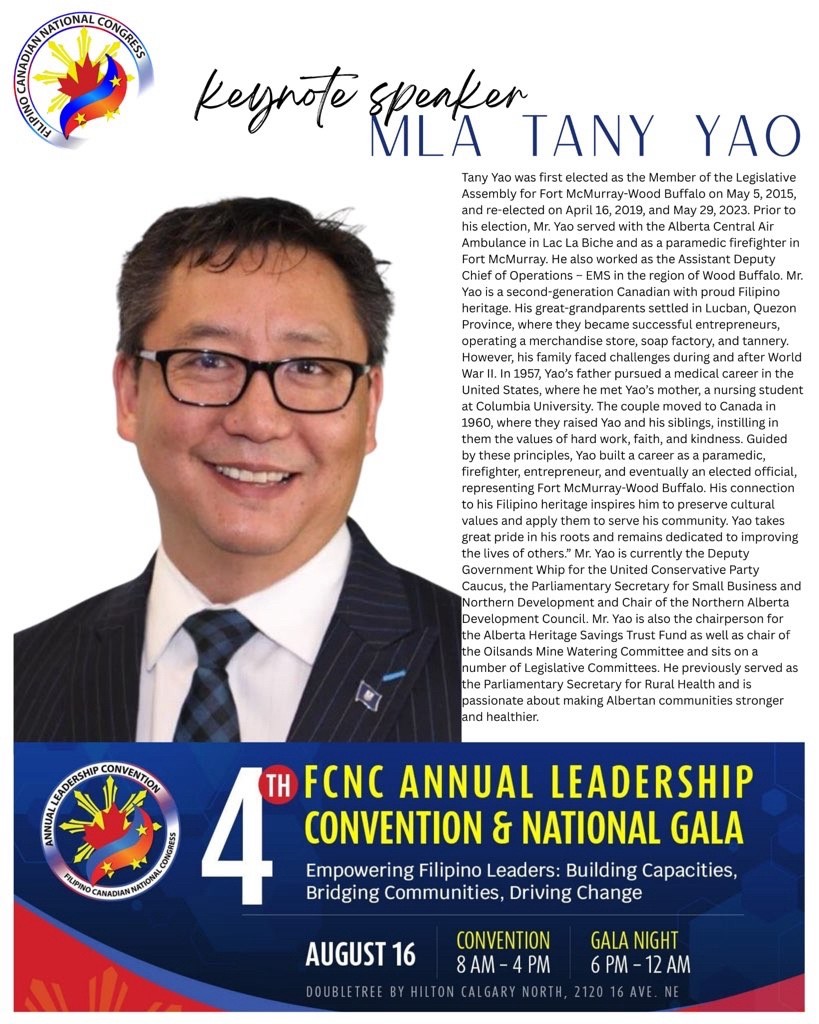 FILIPINO CANADIAN NATIONAL CONGRESS
keynote speaker
MLA TANY YAO
Tany Yao was first elected as the Member of the Legislative
Assembly for Fort McMurray-Wood Buffalo on May 5, 2015,
and re-elected on April 16, 2019, and May 29, 2023. Prior to
his election, Mr. Yao served with the Alberta Central Air
Ambulance in Lac La Biche and as a paramedic firefighter in
Fort McMurray. He also worked as the Assistant Deputy
Chief of Operations – EMS in the region of Wood Buffalo. Mr.
Yao is a second-generation Canadian with proud Filipino
heritage. His great-grandparents settled in Lucban, Quezon
Province, where they became successful entrepreneurs,
operating a merchandise store, soap factory, and tannery.
However, his family faced challenges during and after World
War II. In 1957, Yao’s father pursued a medical career in the
United States, where he met Yao’s mother, a nursing student
at Columbia University. The couple moved to Canada in
1960, where they raised Yao and his siblings, instilling in
them the values of hard work, faith, and kindness. Guided
by these principles, Yao built a career as a paramedic,
firefighter, entrepreneur, and eventually an elected official,
representing Fort McMurray-Wood Buffalo. His connection
to his Filipino heritage inspires him to preserve cultural
values and apply them to serve his community. Yao takes
great pride in his roots and remains dedicated to improving
the lives of others.” Mr. Yao is currently the Deputy
Government Whip for the United Conservative Party
Caucus, the Parliamentary Secretary for Small Business and
Northern Development and Chair of the Northern Alberta
Development Council. Mr. Yao is also the chairperson for
the Alberta Heritage Savings Trust Fund as well as chair of
the Oilsands Mine Watering Committee and sits on a
number of Legislative Committees. He previously served as
the Parliamentary Secretary for Rural Health and is
passionate about making Albertan communities stronger
and healthier.
ANNUAL LEADERSHIP CONVENTION
FILIPINO CANADIAN NATIONAL CONGRESS
4TH FCNC ANNUAL LEADERSHIP
CONVENTION & NATIONAL GALA
Empowering Filipino Leaders: Building Capacities,
Bridging Communities, Driving Change
AUGUST 16
CONVENTION
8 AM – 4 PM
GALA NIGHT
6 PM – 12 AM
DOUBLETREE BY HILTON CALGARY NORTH, 2120 16 AVE. NE